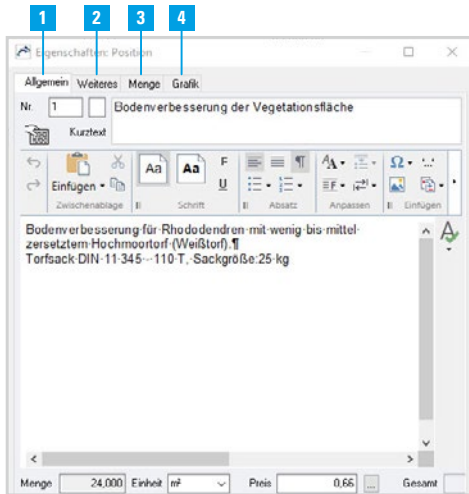 1 2 3 4
Eigenschaften: Position
Allgemein Weiteres Menge Grafik
Nr. 1 Bodenverbesserung der Vegetationsfläche
Kurztext
Aa Aa F
Einfügen U
Zwischenablage Schrift Absatz Anpassen Einfügen
Bodenverbesserung·für·Rhododendren·mit·wenig·bis·mittel·
zersetztem·Hochmoortorf·(Weißtorf).¶
Torfsack·DIN·11·345·-·110·T,·Sackgröße:25·kg
Menge 24,000 Einheit m² Preis 0,66 ... Gesamt